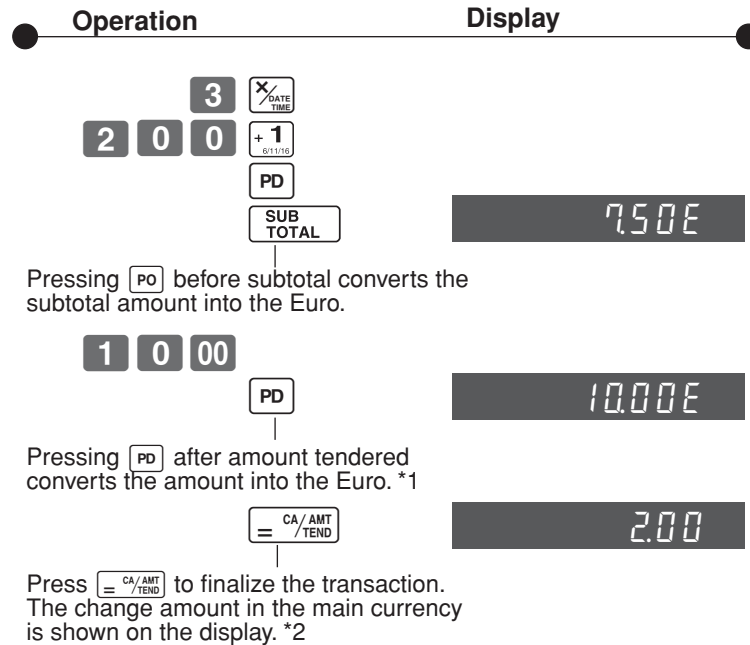 Operation Display
3 ×/DATE TIME
2 0 0 + 1 6/11/16
PD
SUB TOTAL 7.50E
Pressing PO before subtotal converts the
subtotal amount into the Euro.
1 0 00
PD 10.00E
Pressing PD after amount tendered
converts the amount into the Euro. *1
= CA/AMT/TEND 2.00
Press = CA/AMT/TEND to finalize the transaction.
The change amount in the main currency
is shown on the display. *2